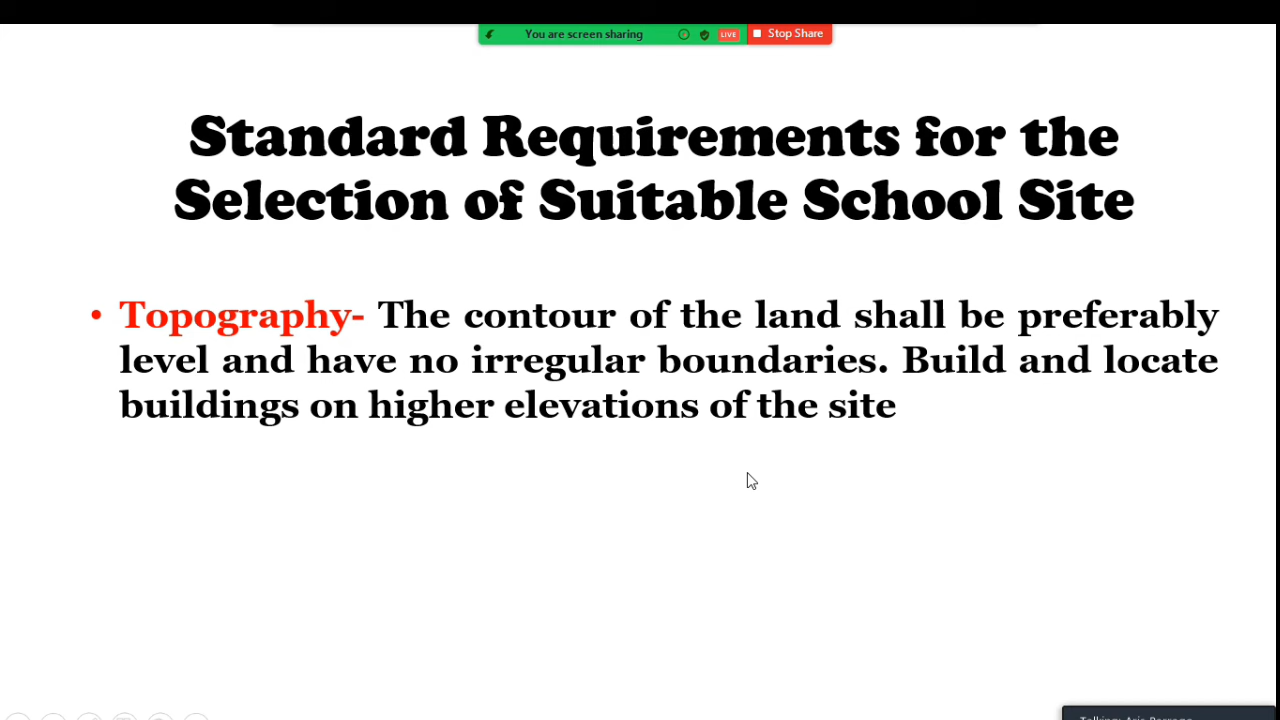 You are screen sharing LIVE Stop Share
Standard Requirements for the
Selection of Suitable School Site
• Topography- The contour of the land shall be preferably
level and have no irregular boundaries. Build and locate
buildings on higher elevations of the site
Talking: